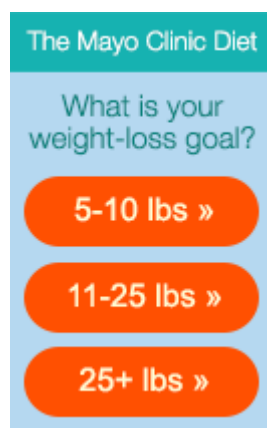 The Mayo Clinic Diet
What is your
weight-loss goal?
5-10 lbs »
11-25 lbs »
25+ lbs »